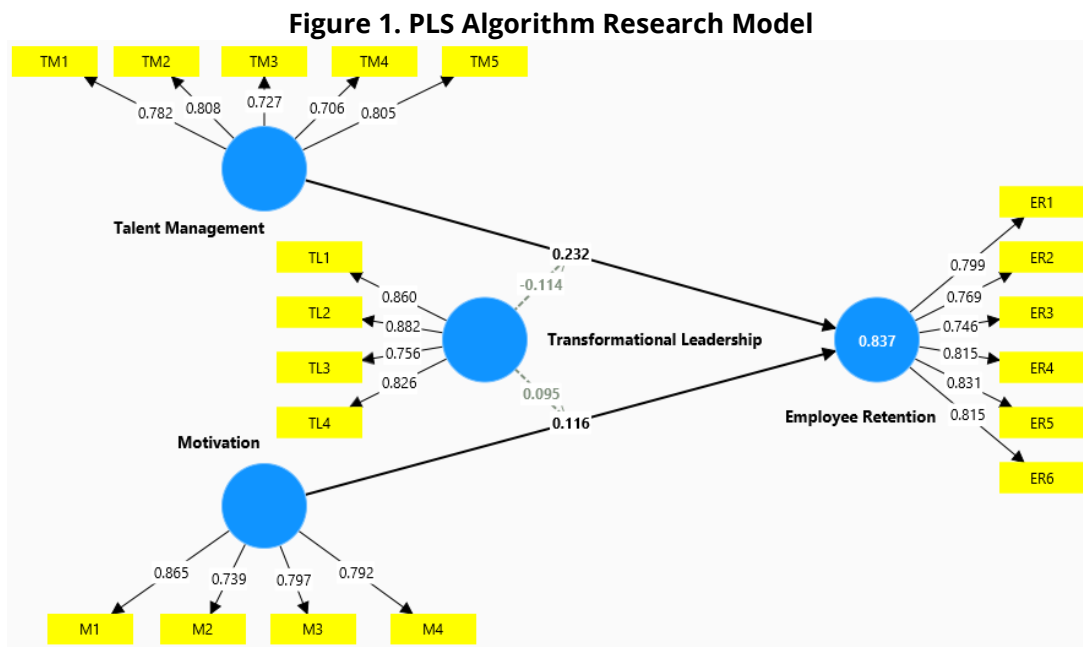 Figure 1. PLS Algorithm Research Model
TM1 TM2 TM3 TM4 TM5
0.782 0.808 0.727 0.706 0.805
Talent Management
TL1
TL2
TL3
TL4
0.860
0.882
0.756
0.826
Transformational Leadership
0.232
-0.114
0.095
0.116
Motivation
0.865 0.739 0.797 0.792
M1 M2 M3 M4
0.837
Employee Retention
0.799
0.769
0.746
0.815
0.831
0.815
ER1
ER2
ER3
ER4
ER5
ER6